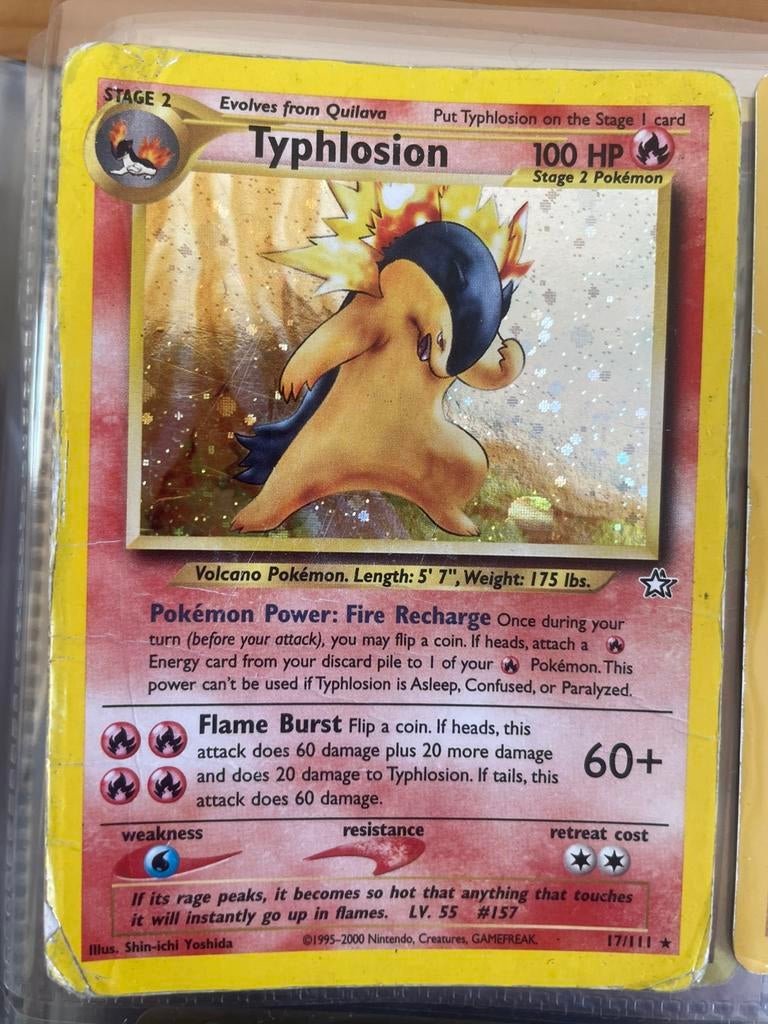 STAGE 2
Evolves from Quilava
Put Typhlosion on the Stage 1 card
Typhlosion
100 HP
Stage 2 Pokémon
Volcano Pokémon. Length: 5' 7", Weight: 175 lbs.
Pokémon Power: Fire Recharge Once during your
turn (before your attack), you may flip a coin. If heads, attach a
Energy card from your discard pile to 1 of your Pokémon. This
power can't be used if Typhlosion is Asleep, Confused, or Paralyzed.
Flame Burst Flip a coin. If heads, this
attack does 60 damage plus 20 more damage
and does 20 damage to Typhlosion. If tails, this
attack does 60 damage.
60+
weakness
resistance
retreat cost
If its rage peaks, it becomes so hot that anything that touches
it will instantly go up in flames. LV. 55 #157
Illus. Shin-ichi Yoshida
©1995–2000 Nintendo, Creatures, GAMEFREAK.
17/111 ★